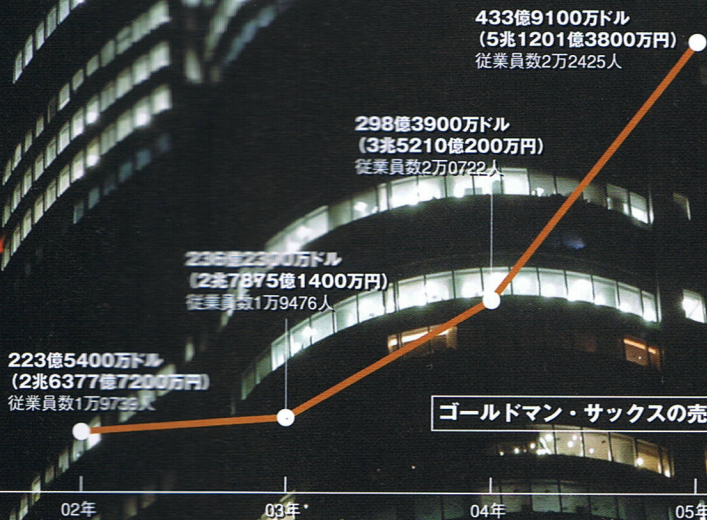 433億9100万ドル
(5兆1201億3800万円)
従業員数2万2425人
298億3900万ドル
(3兆5210億200万円)
従業員数2万0722人
236億2300万ドル
(2兆7875億1400万円)
従業員数1万9476人
223億5400万ドル
(2兆6377億7200万円)
従業員数1万9739人
ゴールドマン・サックスの売
02年 03年 04年 05年